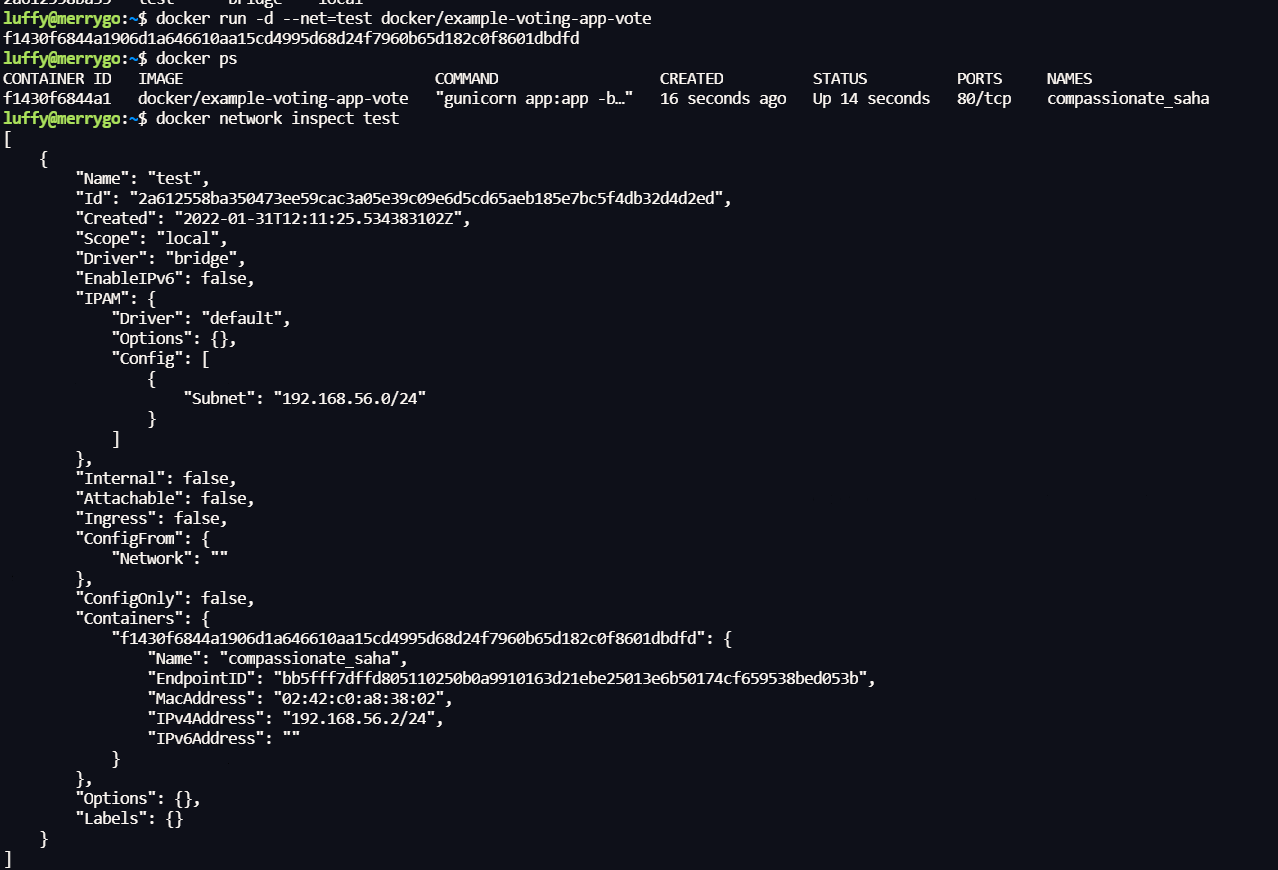 2a612558ba35   test      bridge    local
luffy@merrygo:~$ docker run -d --net=test docker/example-voting-app-vote
f1430f6844a1906d1a646610aa15cd4995d68d24f7960b65d182c0f8601dbdfd
luffy@merrygo:~$ docker ps
CONTAINER ID   IMAGE                            COMMAND                  CREATED          STATUS          PORTS     NAMES
f1430f6844a1   docker/example-voting-app-vote   "gunicorn app:app -b…"   16 seconds ago   Up 14 seconds   80/tcp    compassionate_saha
luffy@merrygo:~$ docker network inspect test
[
    {
        "Name": "test",
        "Id": "2a612558ba350473ee59cac3a05e39c09e6d5cd65aeb185e7bc5f4db32d4d2ed",
        "Created": "2022-01-31T12:11:25.534383102Z",
        "Scope": "local",
        "Driver": "bridge",
        "EnableIPv6": false,
        "IPAM": {
            "Driver": "default",
            "Options": {},
            "Config": [
                {
                    "Subnet": "192.168.56.0/24"
                }
            ]
        },
        "Internal": false,
        "Attachable": false,
        "Ingress": false,
        "ConfigFrom": {
            "Network": ""
        },
        "ConfigOnly": false,
        "Containers": {
            "f1430f6844a1906d1a646610aa15cd4995d68d24f7960b65d182c0f8601dbdfd": {
                "Name": "compassionate_saha",
                "EndpointID": "bb5fff7dffd805110250b0a9910163d21ebe25013e6b50174cf659538bed053b",
                "MacAddress": "02:42:c0:a8:38:02",
                "IPv4Address": "192.168.56.2/24",
                "IPv6Address": ""
            }
        },
        "Options": {},
        "Labels": {}
    }
]